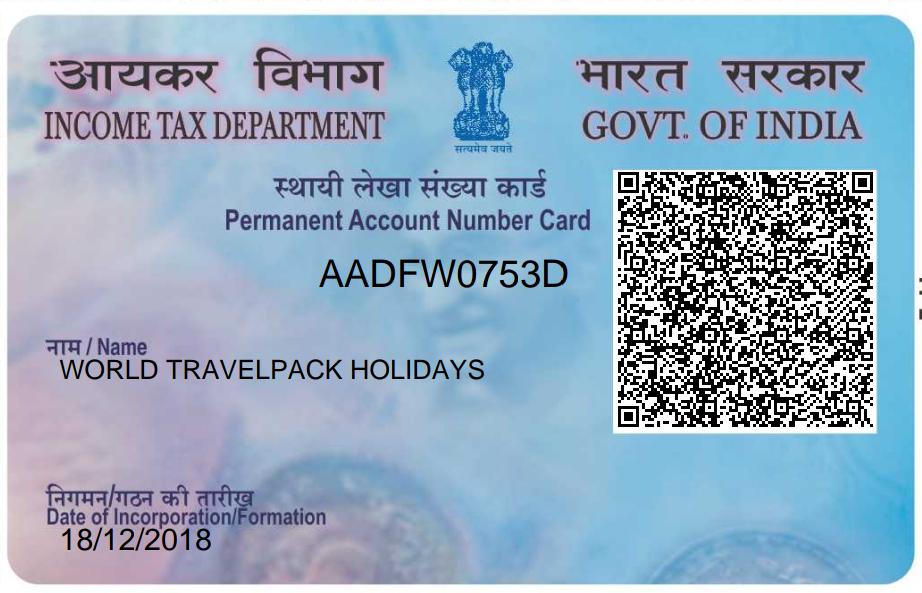 आयकर विभाग
INCOME TAX DEPARTMENT
सत्यमेव जयते
भारत सरकार
GOVT. OF INDIA
स्थायी लेखा संख्या कार्ड
Permanent Account Number Card
AADFW0753D
नाम / Name
WORLD TRAVELPACK HOLIDAYS
निगमन/गठन की तारीख
Date of Incorporation/Formation
18/12/2018